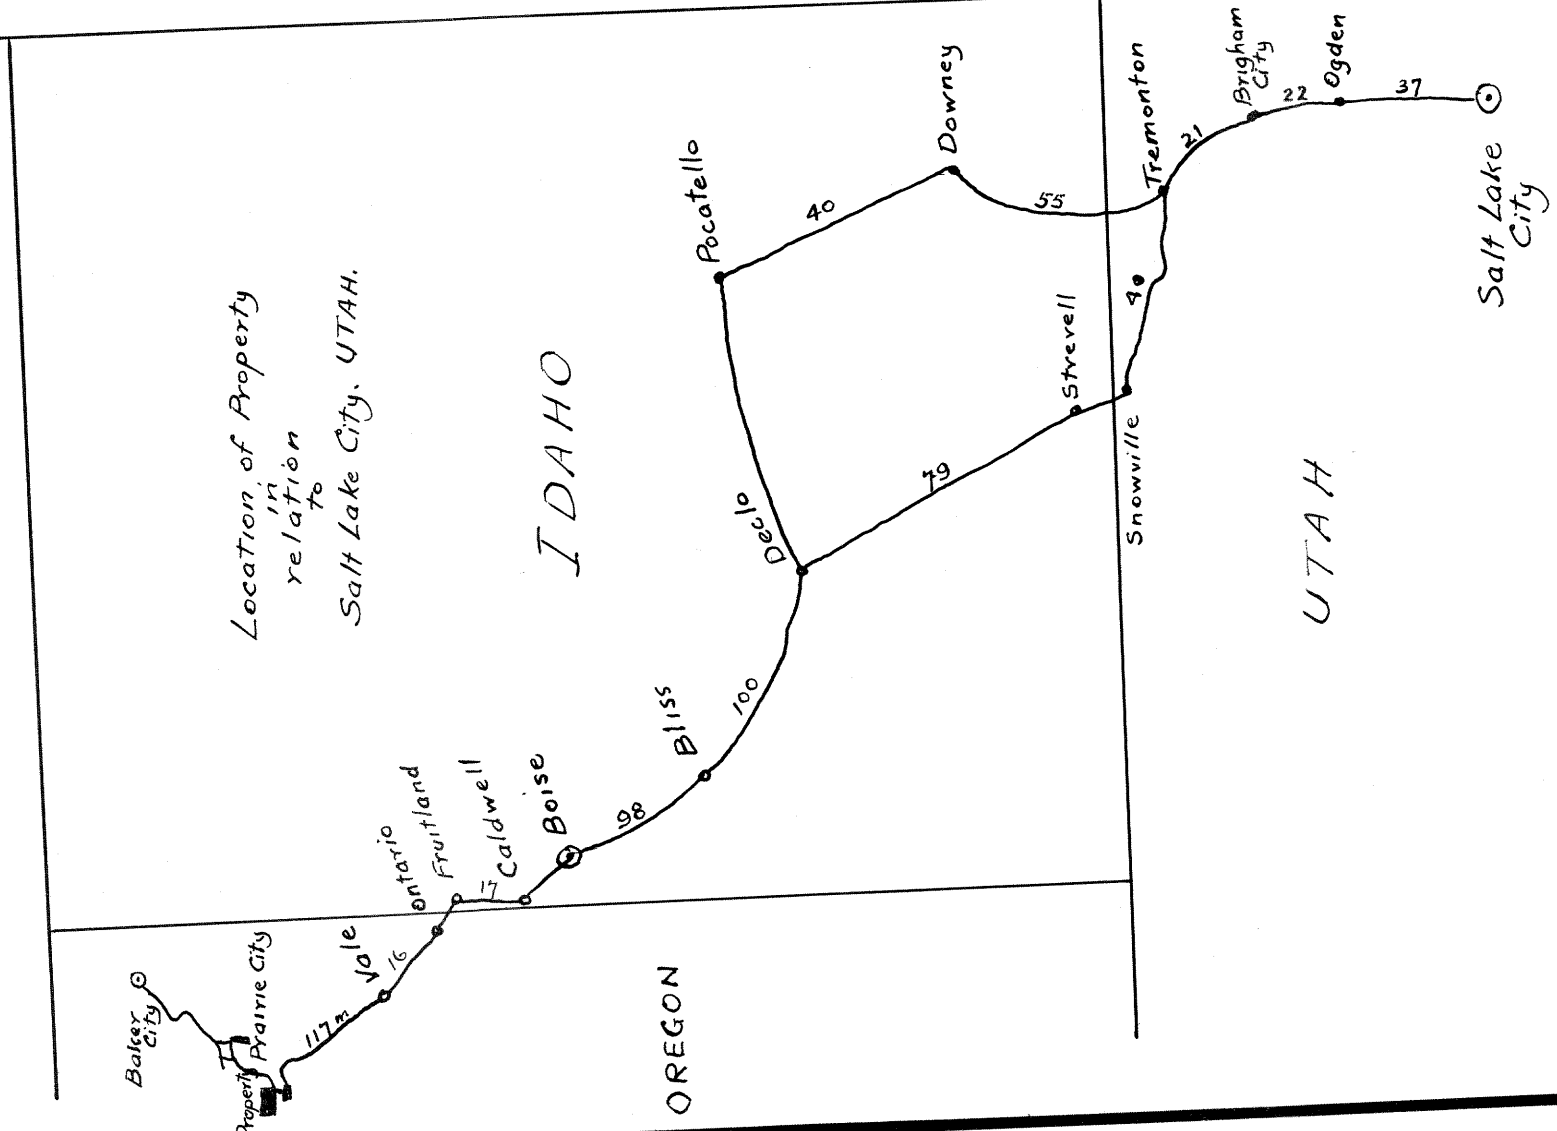 Location of Property
in
relation
to
Salt Lake City. UTAH.
IDAHO
OREGON
UTAH
Baker
City
Prairie City
Property
117 m
Vale
16
Ontario
Fruitland
17
Caldwell
Boise
98
Bliss
100
Declo
79
Strevell
Snowville
40
Pocatello
40
Downey
55
Tremonton
21
Brigham
City
22
Ogden
37
Salt Lake
City